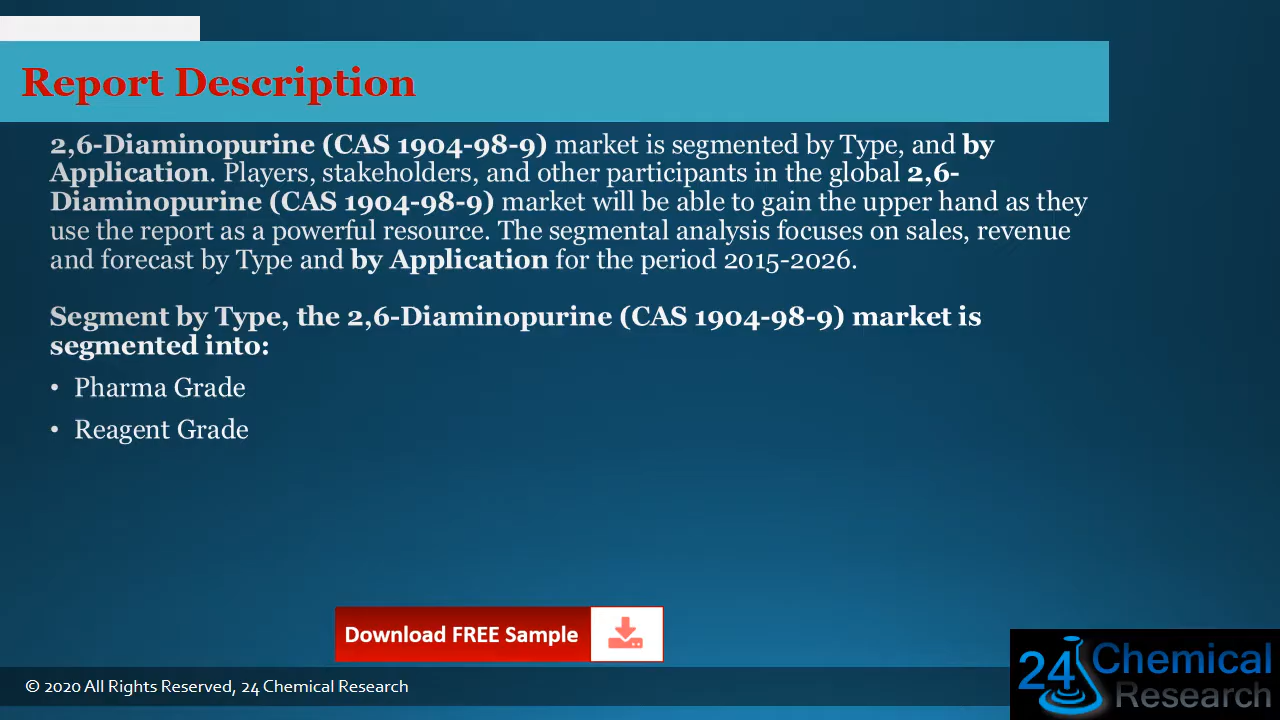 Report Description
2,6-Diaminopurine (CAS 1904-98-9) market is segmented by Type, and by
Application. Players, stakeholders, and other participants in the global 2,6-
Diaminopurine (CAS 1904-98-9) market will be able to gain the upper hand as they
use the report as a powerful resource. The segmental analysis focuses on sales, revenue
and forecast by Type and by Application for the period 2015-2026.
Segment by Type, the 2,6-Diaminopurine (CAS 1904-98-9) market is
segmented into:
• Pharma Grade
• Reagent Grade
Download FREE Sample
© 2020 All Rights Reserved, 24 Chemical Research
24 Chemical
Research